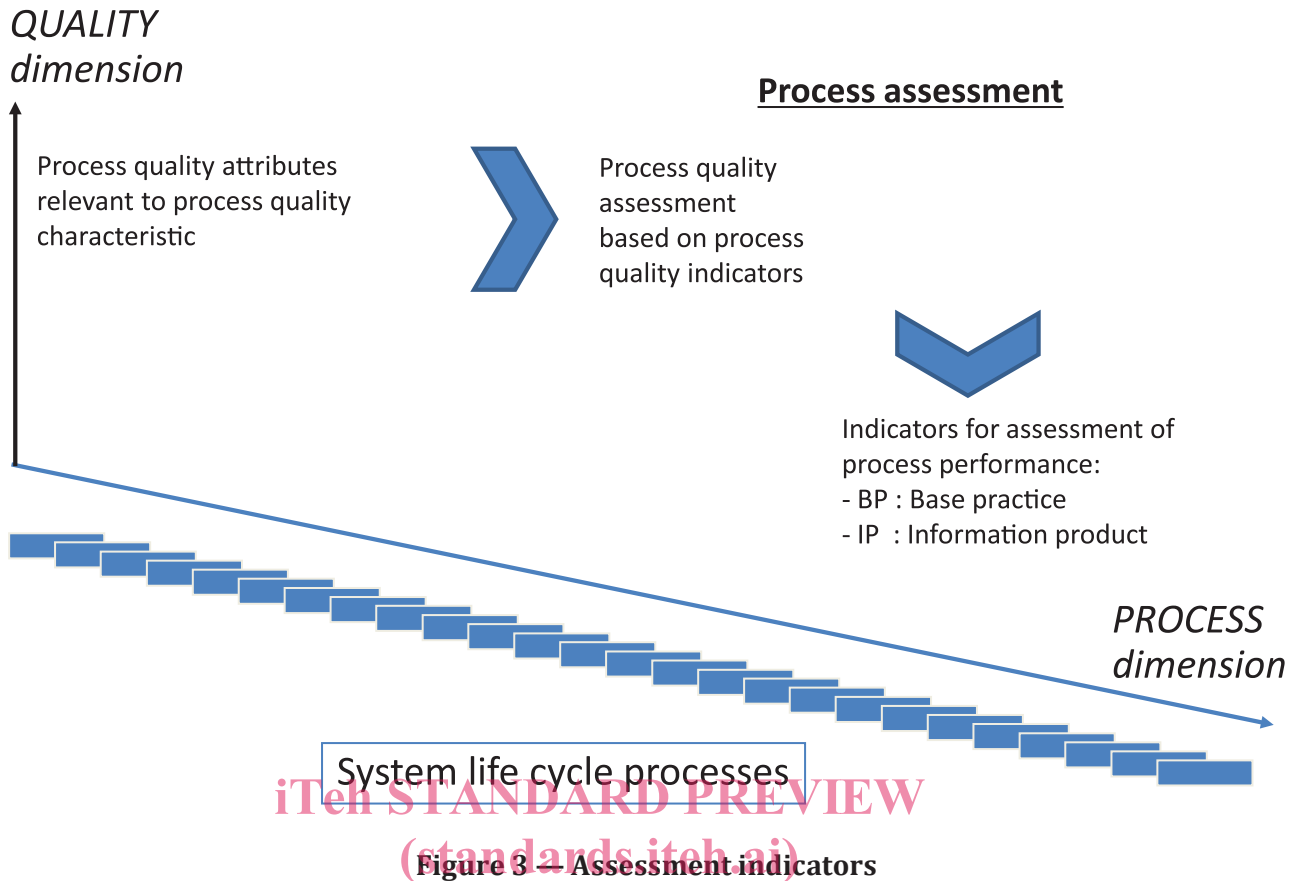 QUALITY
dimension
Process assessment
Process quality attributes
relevant to process quality
characteristic
Process quality
assessment
based on process
quality indicators
Indicators for assessment of
process performance:
- BP : Base practice
- IP  : Information product
PROCESS
dimension
System life cycle processes
iTeh STANDARD PREVIEW
(standards.iteh.ai)
Figure 3 — Assessment indicators